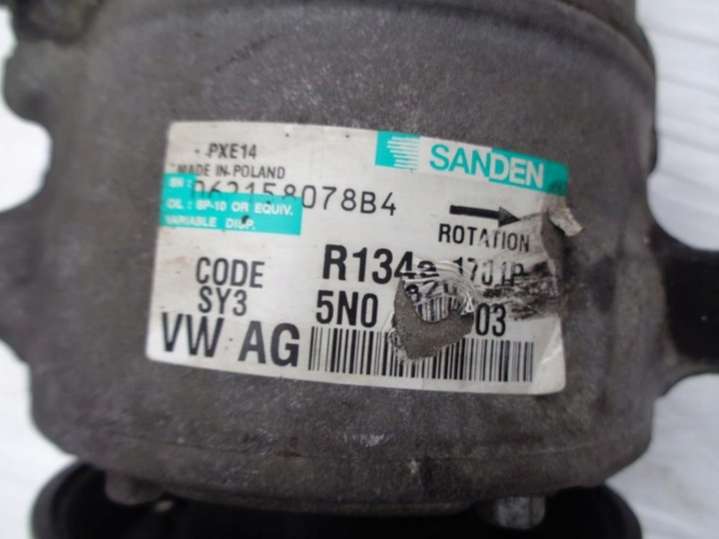 PXE14
SANDEN
MADE IN POLAND
SN :
062158078B4
OIL : SP-10 OR EQUIV.
VARIABLE DISP.
ROTATION
CODE
R134a
SY3
5N0 03
VW AG